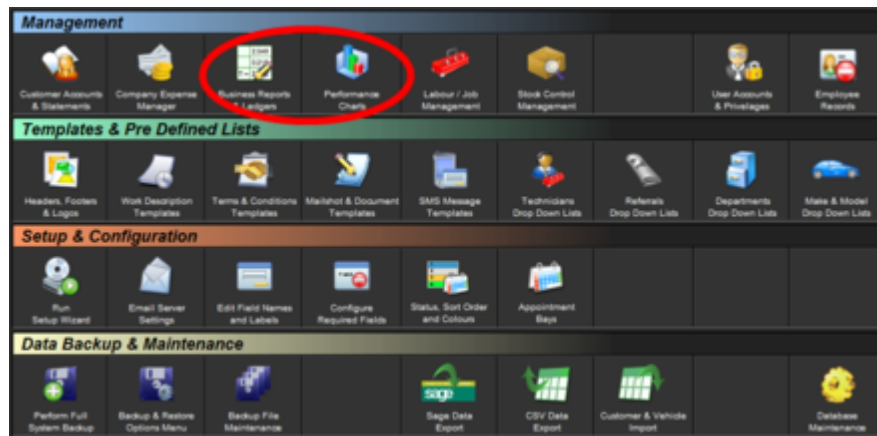 Management
Customer Accounts
& Statements
Company Expense
Manager
Business Reports
& Ledgers
Performance
Charts
Labour / Job
Management
Stock Control
Management
User Accounts
& Privelages
Employee
Records
Templates & Pre Defined Lists
Headers, Footers
& Logos
Work Description
Templates
Terms & Conditions
Templates
Mailshot & Document
Templates
SMS Message
Templates
Technicians
Drop Down Lists
Referrals
Drop Down Lists
Departments
Drop Down Lists
Make & Model
Drop Down Lists
Setup & Configuration
Run
Setup Wizard
Email Server
Settings
Edit Field Names
and Labels
Configure
Required Fields
Status, Sort Order
and Colours
Appointment
Bays
Data Backup & Maintenance
Perform Full
System Backup
Backup & Restore
Options Menu
Backup File
Maintenance
sage
Sage Data
Export
CSV Data
Export
Customer & Vehicle
Import
Database
Maintenance